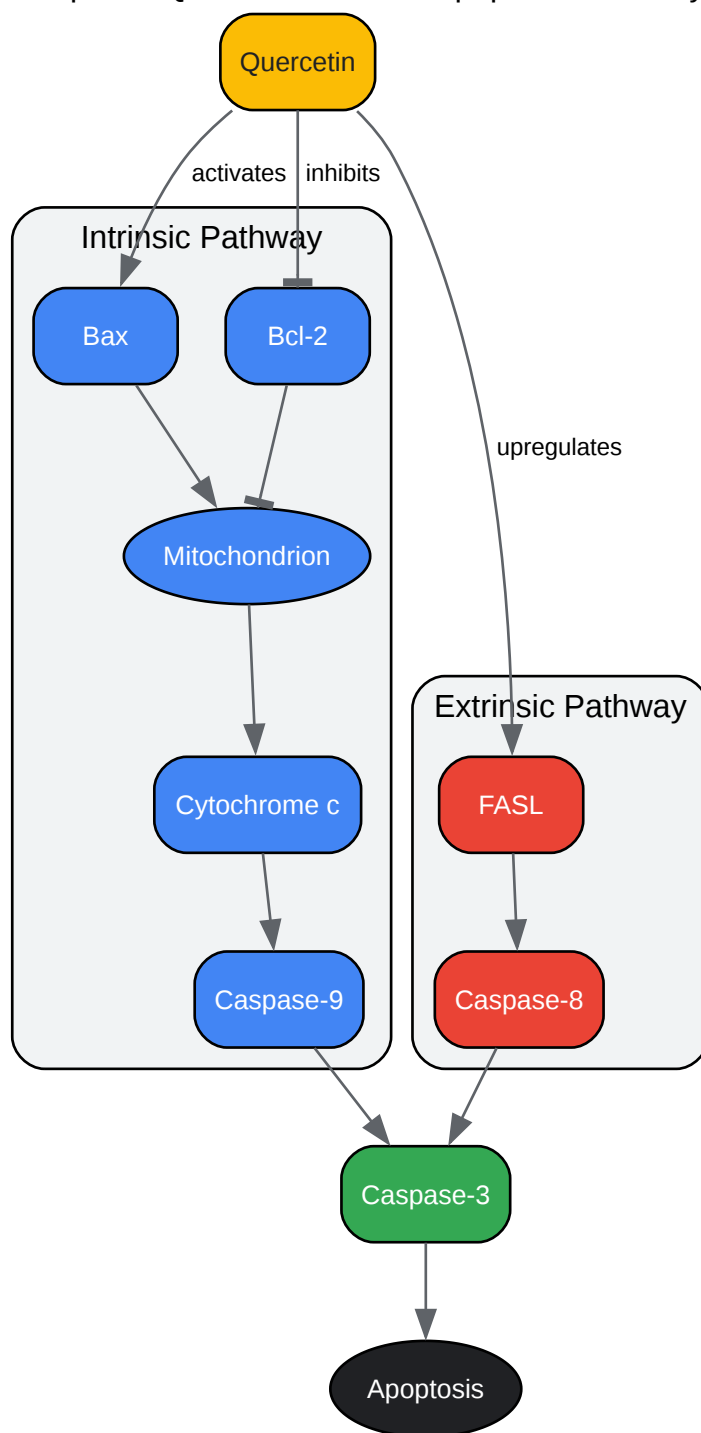 Quercetin
activates
inhibits
Intrinsic Pathway
Bax
Bcl-2
upregulates
Mitochondrion
Extrinsic Pathway
Cytochrome c
FASL
Caspase-9
Caspase-8
Caspase-3
Apoptosis